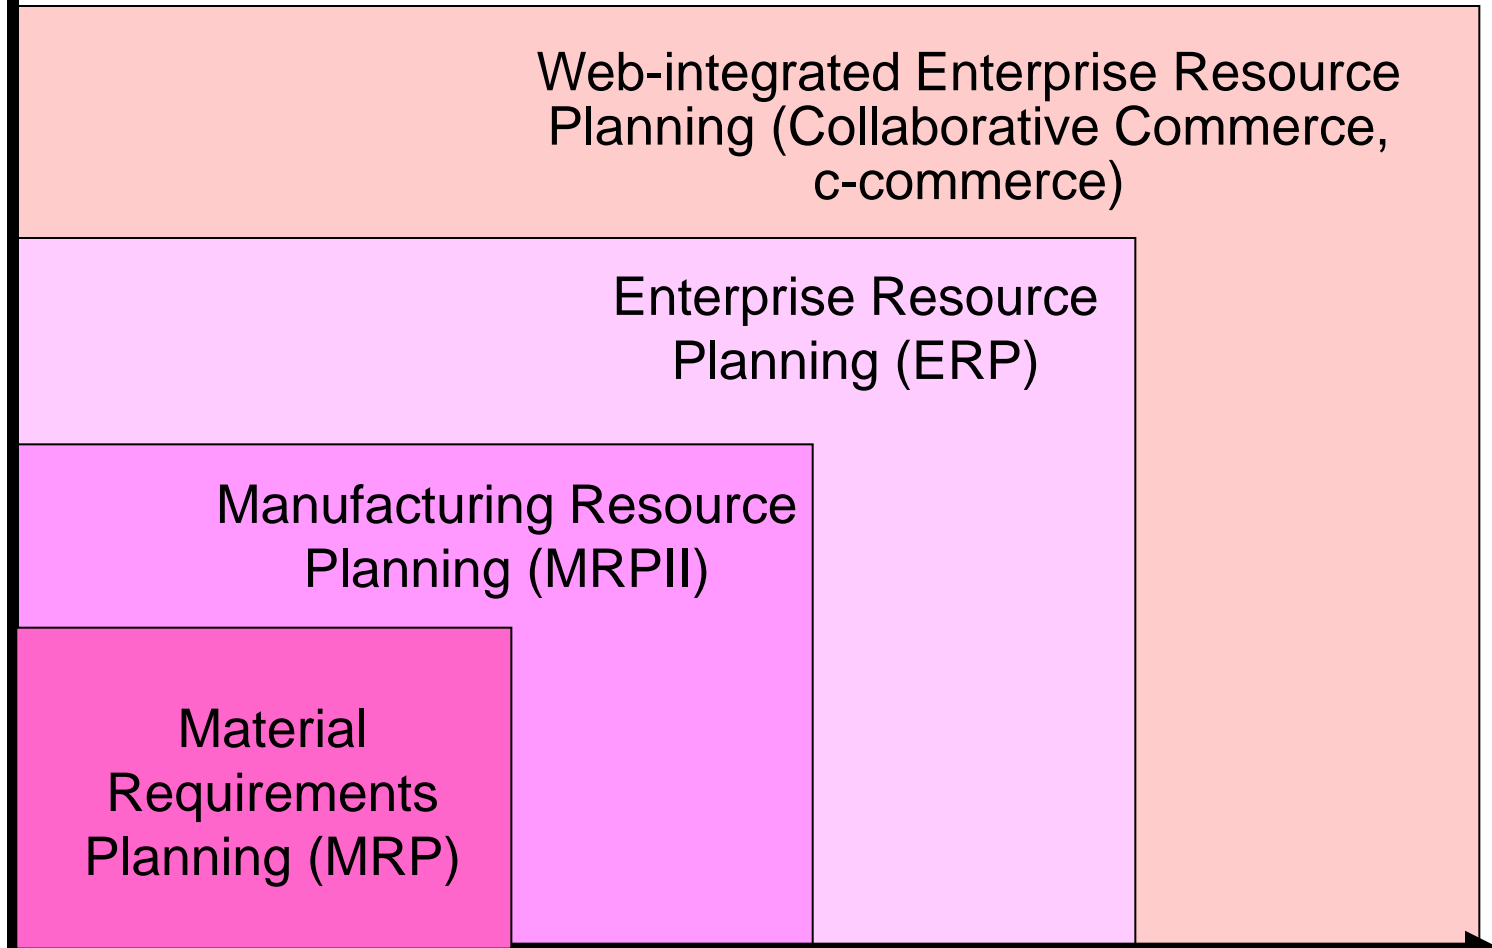 Web-integrated Enterprise Resource
Planning (Collaborative Commerce,
c-commerce)
Enterprise Resource
Planning (ERP)
Manufacturing Resource
Planning (MRPII)
Material
Requirements
Planning (MRP)